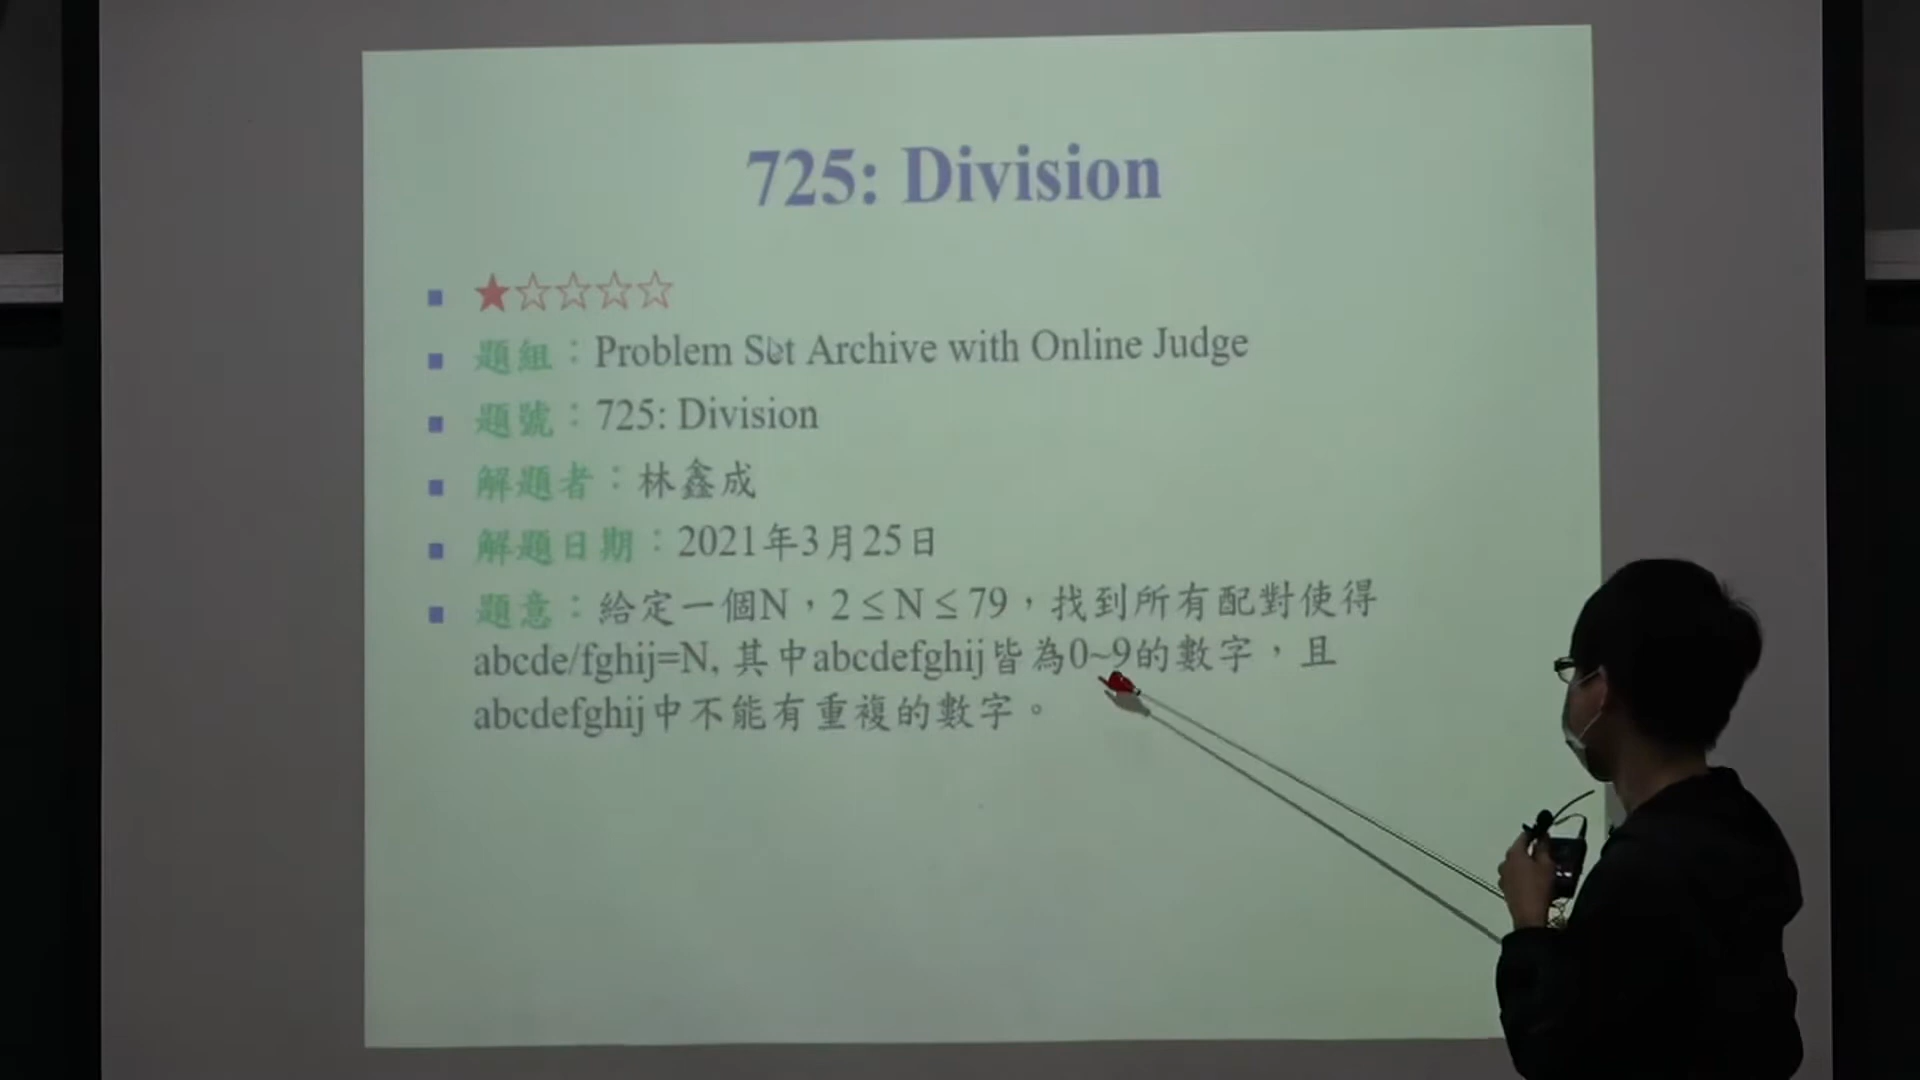 725: Division
★☆☆☆☆
題組：Problem Set Archive with Online Judge
題號：725: Division
解題者：林鑫成
解題日期：2021年3月25日
題意：給定一個N，2 ≤ N ≤ 79，找到所有配對使得
abcde/fghij=N, 其中abcdefghij皆為0~9的數字，且
abcdefghij中不能有重複的數字。